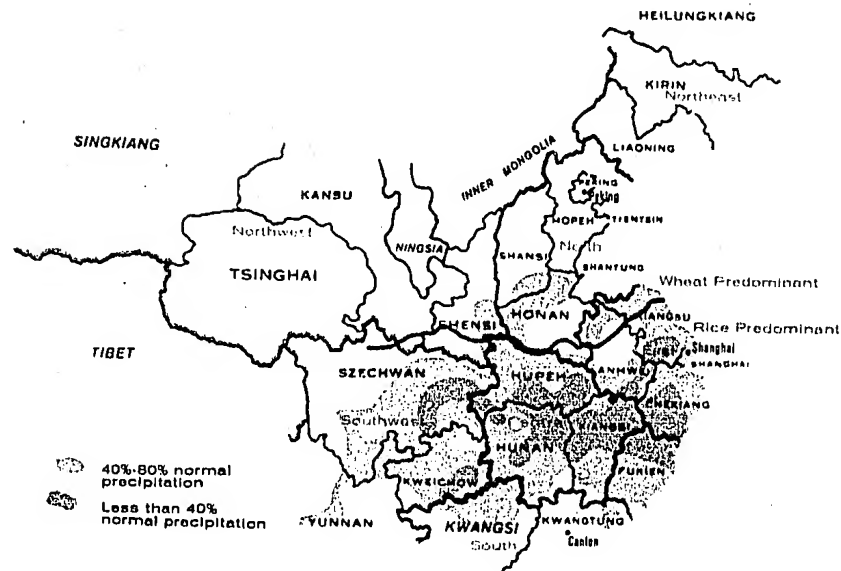 HEILUNGKIANG
KIRIN
Northeast
SINGKIANG
LIAONING
INNER MONGOLIA
PEKING
Peking
KANSU
HOPEH
TIENTSIN
Northwest
NINGSIA
SHANSI
North
SHANTUNG
TSINGHAI
Wheat Predominant
HONAN
KIANGSU
SHENSI
Rice Predominant
Shanghai
TIBET
SHANGHAI
SZECHWAN
HUPEH
ANHWEI
CHEKIANG
Southwest
Central
KIANGSI
HUNAN
40%-80% normal
precipitation
KWEICHOW
FUKIEN
Less than 40%
normal precipitation
YUNNAN
KWANGSI
KWANGTUNG
South
Canton